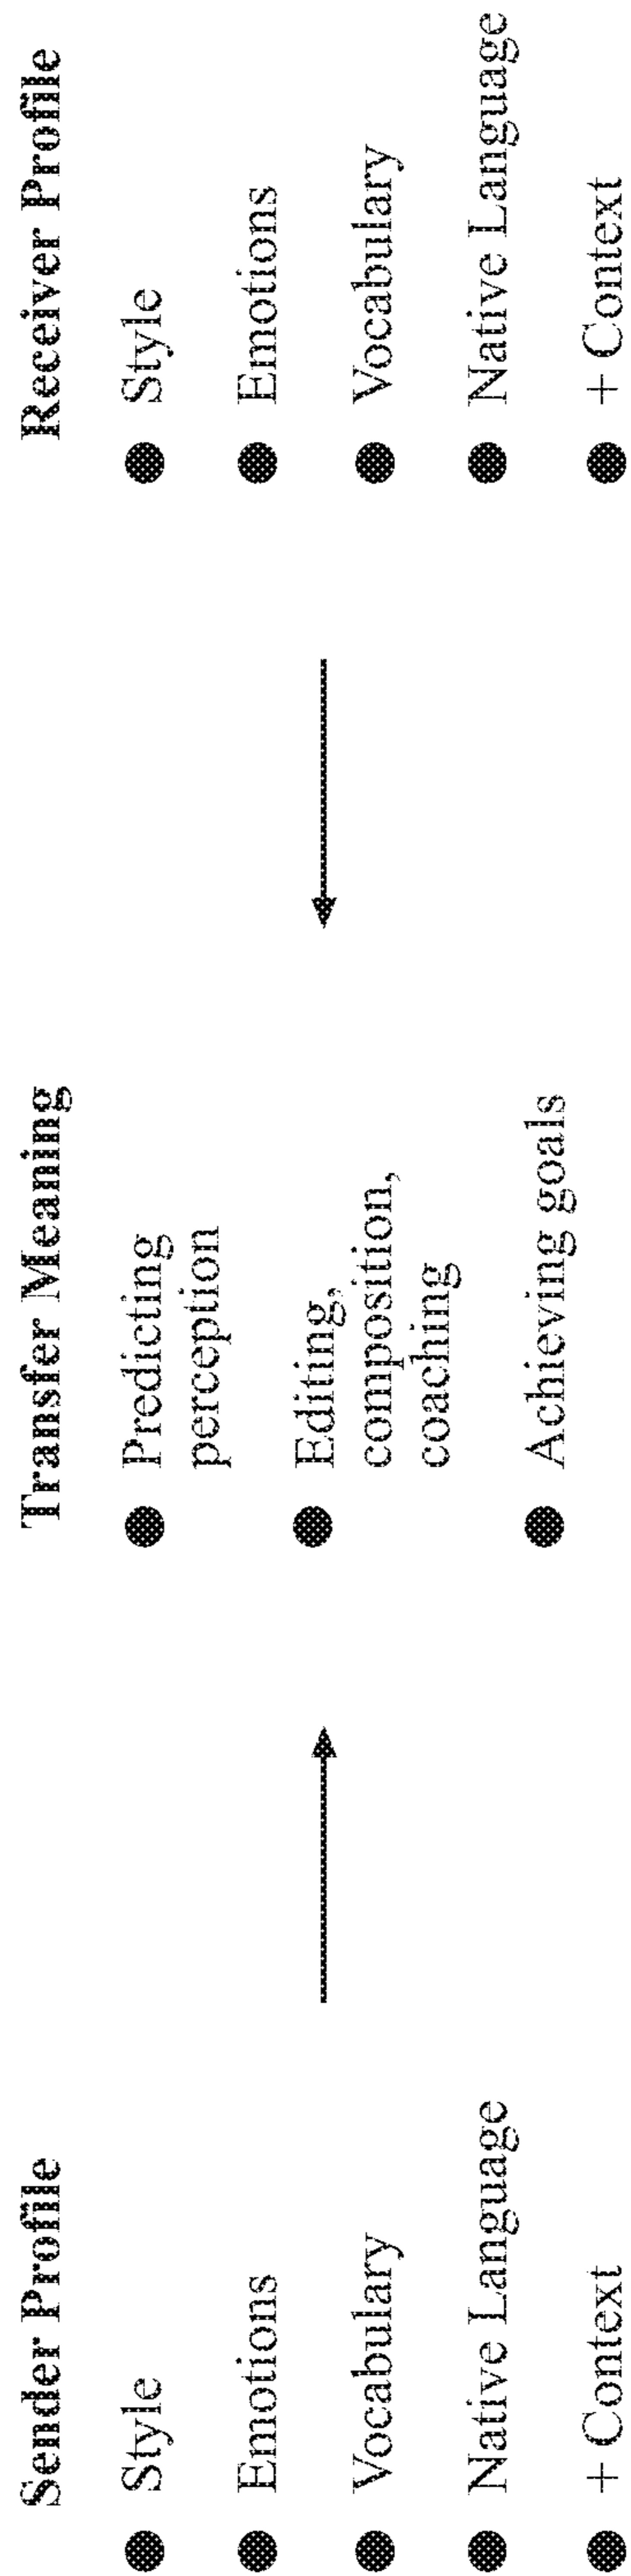 Sender Profile
● Style
● Emotions
● Vocabulary
● Native Language
● + Context
Transfer Meaning
● Predicting
perception
● Editing,
composition,
coaching
● Achieving goals
Receiver Profile
● Style
● Emotions
● Vocabulary
● Native Language
● + Context